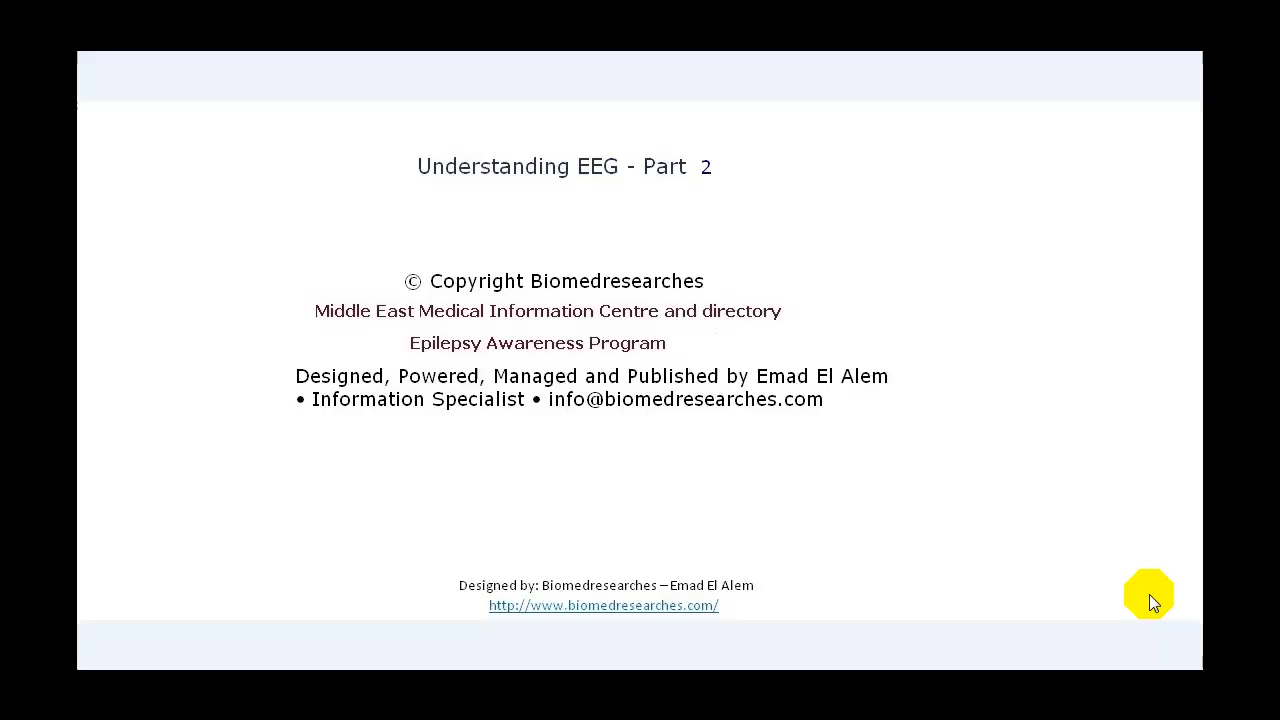 Understanding EEG - Part 2
© Copyright Biomedresearches
Middle East Medical Information Centre and directory
Epilepsy Awareness Program
Designed, Powered, Managed and Published by Emad El Alem
• Information Specialist • info@biomedresearches.com
Designed by: Biomedresearches – Emad El Alem
http://www.biomedresearches.com/